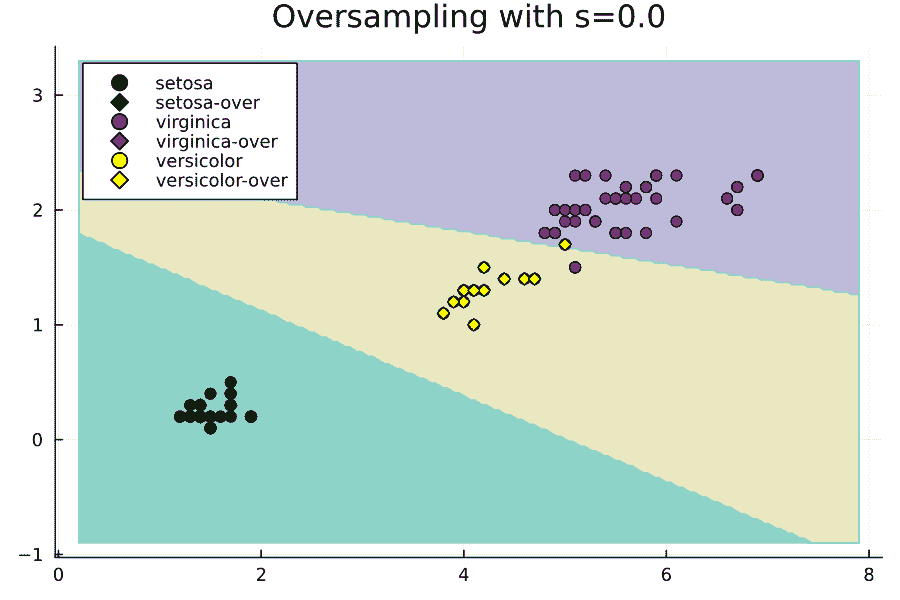 Oversampling with s=0.0
setosa
setosa-over
virginica
virginica-over
versicolor
versicolor-over
3
2
1
0
−1
0 2 4 6 8